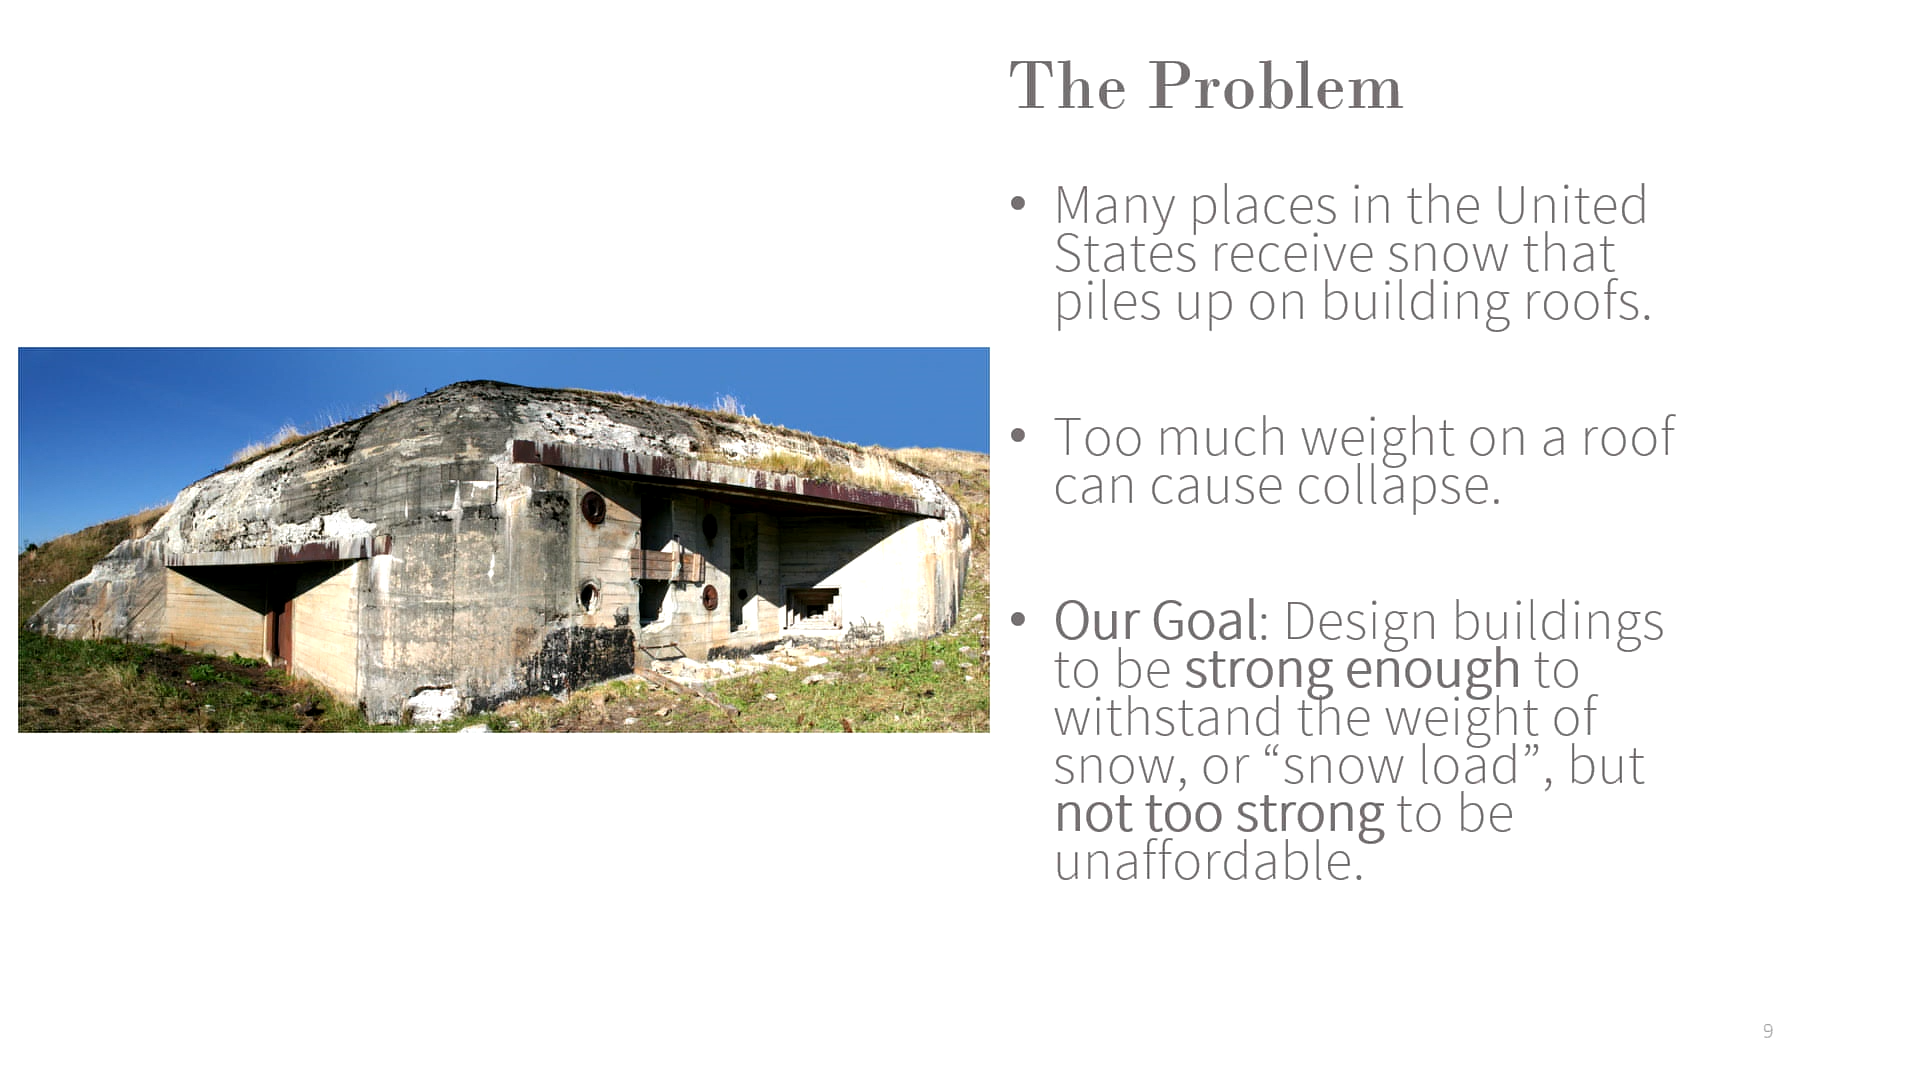 The Problem
• Many places in the United
States receive snow that
piles up on building roofs.
• Too much weight on a roof
can cause collapse.
• Our Goal: Design buildings
to be strong enough to
withstand the weight of
snow, or “snow load”, but
not too strong to be
unaffordable.
9